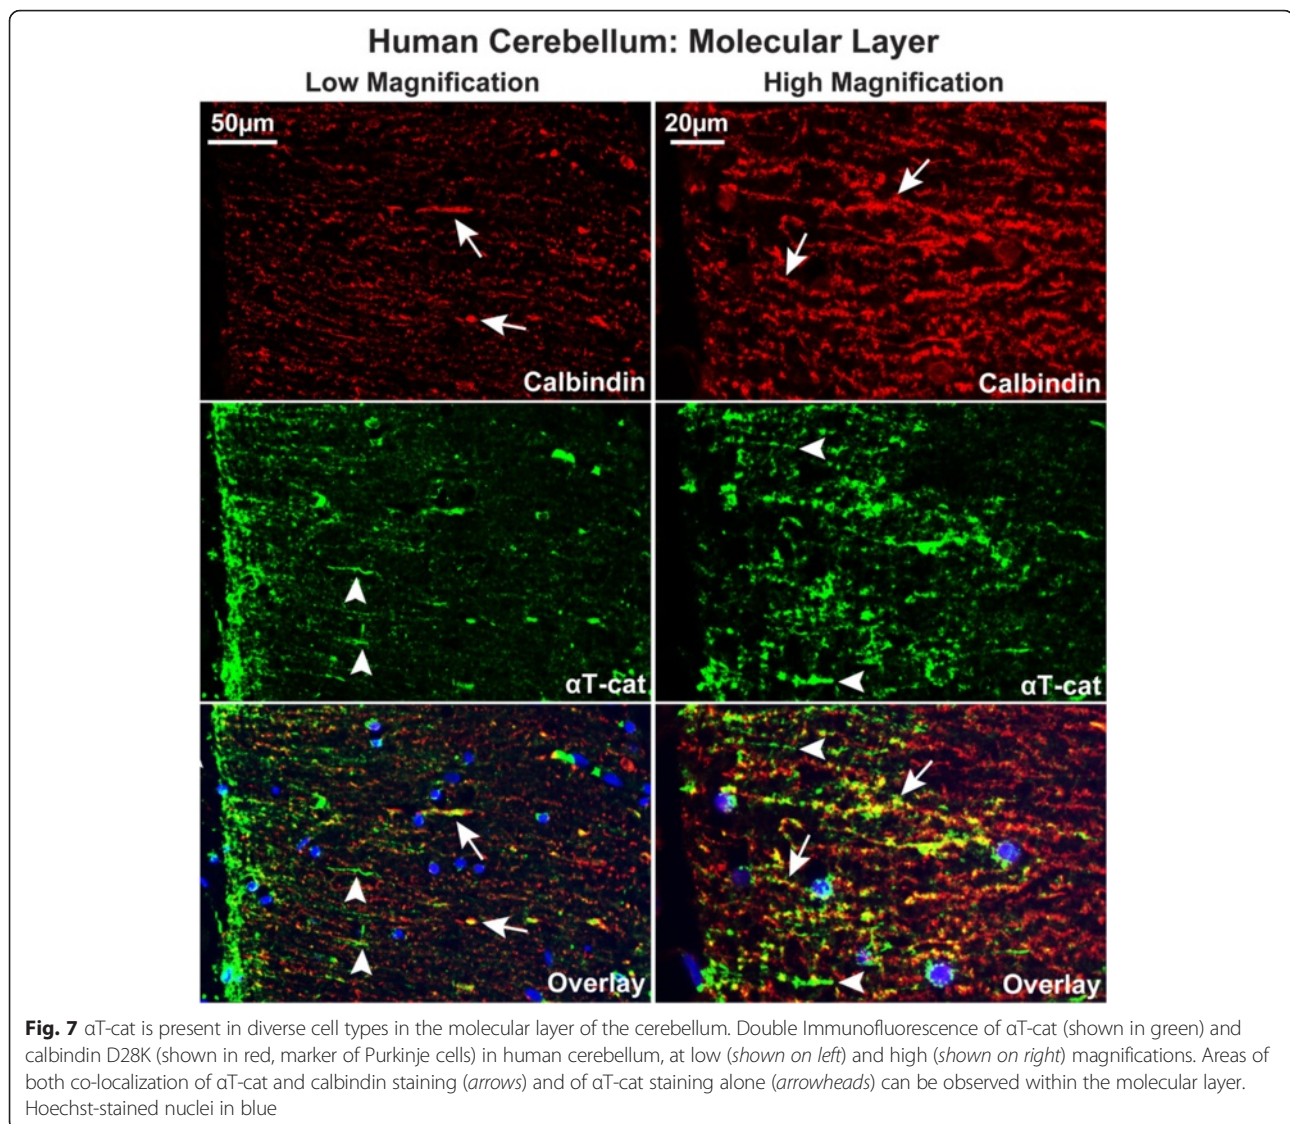 Human Cerebellum: Molecular Layer
Low Magnification
High Magnification
50µm
20µm
Calbindin
Calbindin
αT-cat
αT-cat
Overlay
Overlay
Fig. 7 αT-cat is present in diverse cell types in the molecular layer of the cerebellum. Double Immunofluorescence of αT-cat (shown in green) and
calbindin D28K (shown in red, marker of Purkinje cells) in human cerebellum, at low (shown on left) and high (shown on right) magnifications. Areas of
both co-localization of αT-cat and calbindin staining (arrows) and of αT-cat staining alone (arrowheads) can be observed within the molecular layer.
Hoechst-stained nuclei in blue